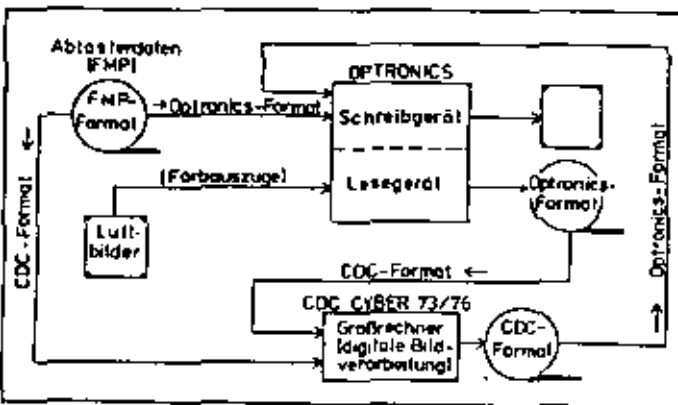 Abtasterdaten
(FMP)
FMP-
Format
→ Optronics-Format
OPTRONICS
Schreibgerät
Lesegerät
(Farbauszüge)
Luft-
bilder
Optronics-
Format
CDC-Format ←
CDC-Format ←
CDC CYBER 73/76
Großrechner
(digitale Bild-
verarbeitung)
CDC-
Format
Optronics-Format →